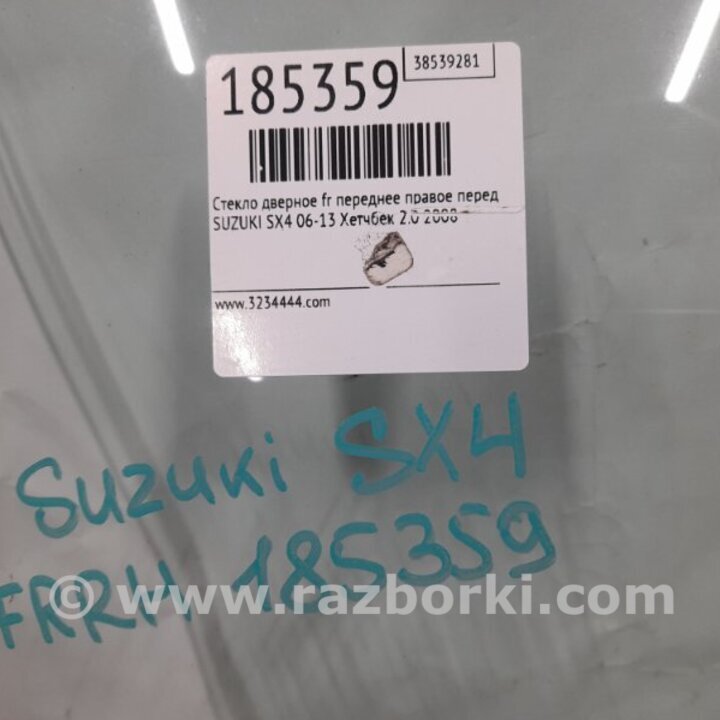 185359
38539281
Стекло дверное fr переднее правое перед
SUZUKI SX4 06-13 Хетчбек 2.0 2008
www.3234444.com
Suzuki SX4
FRRH 185359
© www.razborki.com